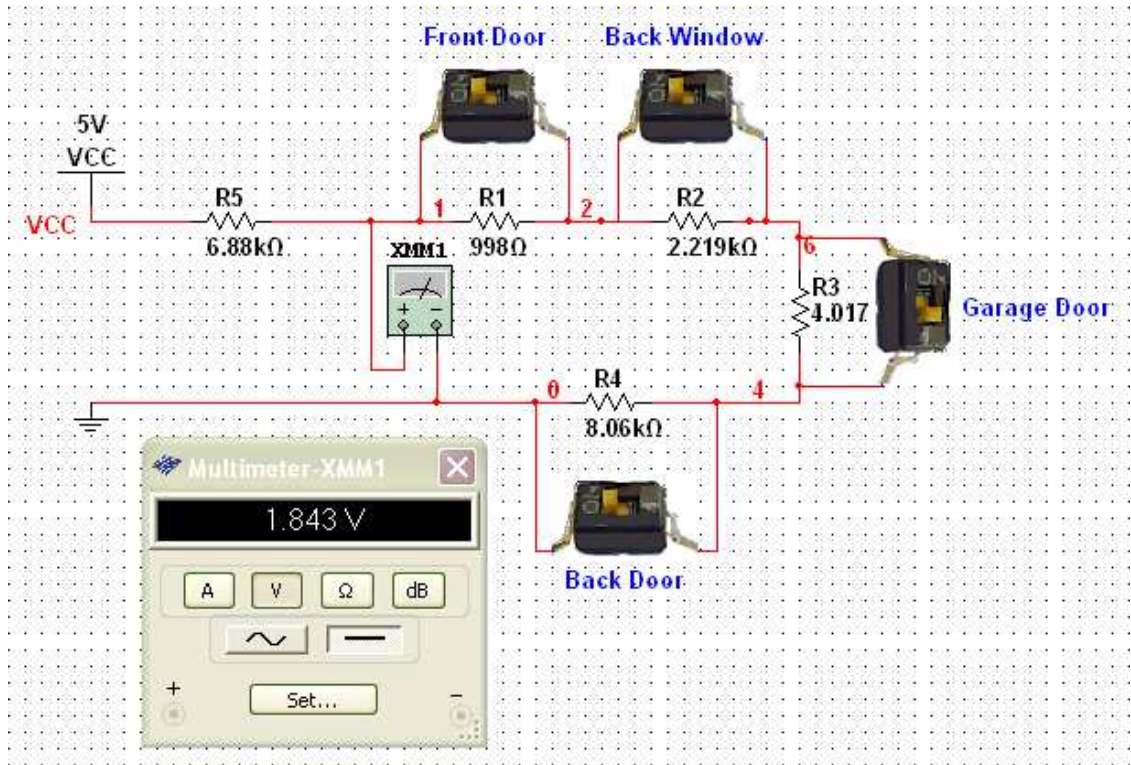 Front Door
Back Window
5V
VCC
VCC
R5
6.88kΩ
1
R1
998Ω
2
R2
2.219kΩ
6
XMM1
R3
4.017
Garage Door
0
R4
8.06kΩ
4
Back Door
Multimeter-XMM1
1.843 V
A
V
Ω
dB
+
Set...
−